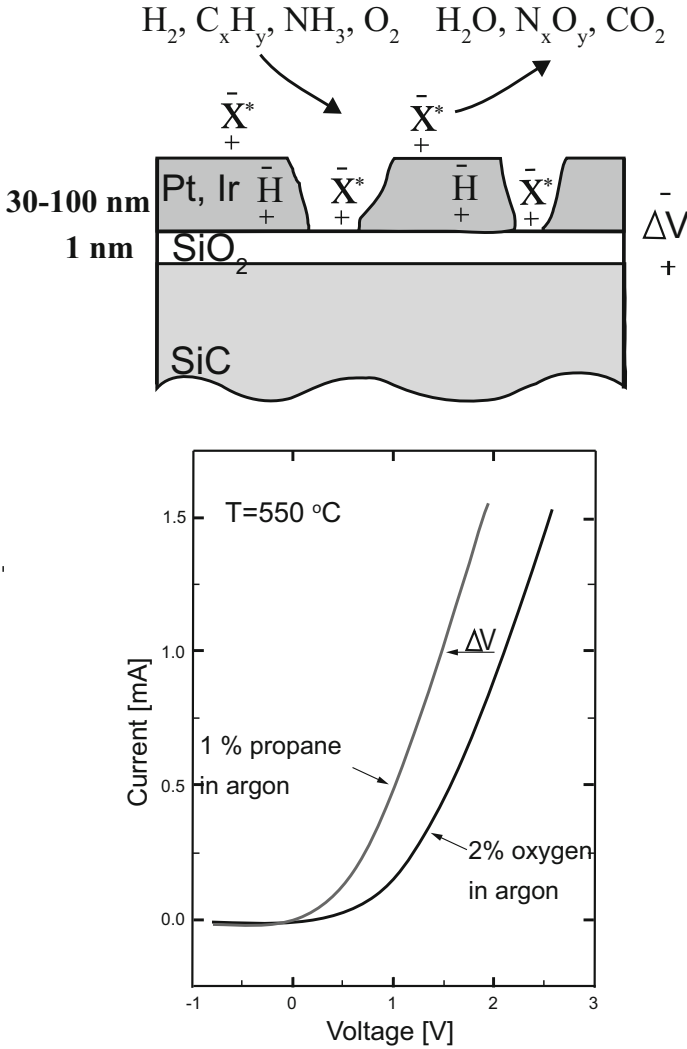 H₂, CₓHᵧ, NH₃, O₂ H₂O, NₓOᵧ, CO₂
- -
X* X*
+ +
Pt, Ir H X* H X*
30-100 nm
ΔV
1 nm SiO₂
SiC
T=550 °C
1.5
ΔV
1.0
Current [mA]
1 % propane
in argon
0.5
2% oxygen
in argon
0.0
-1 0 1 2 3
Voltage [V]